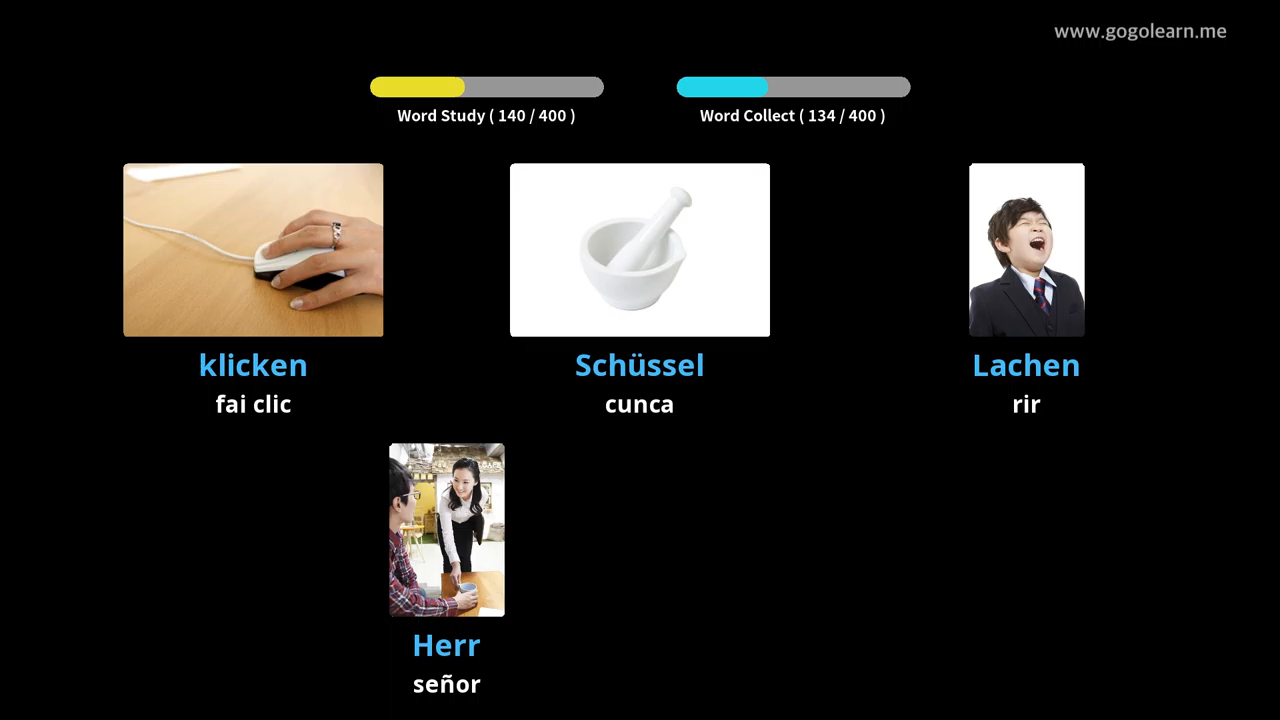 www.gogolearn.me
Word Study ( 140 / 400 )
Word Collect ( 134 / 400 )
klicken
fai clic
Schüssel
cunca
Lachen
rir
Herr
señor